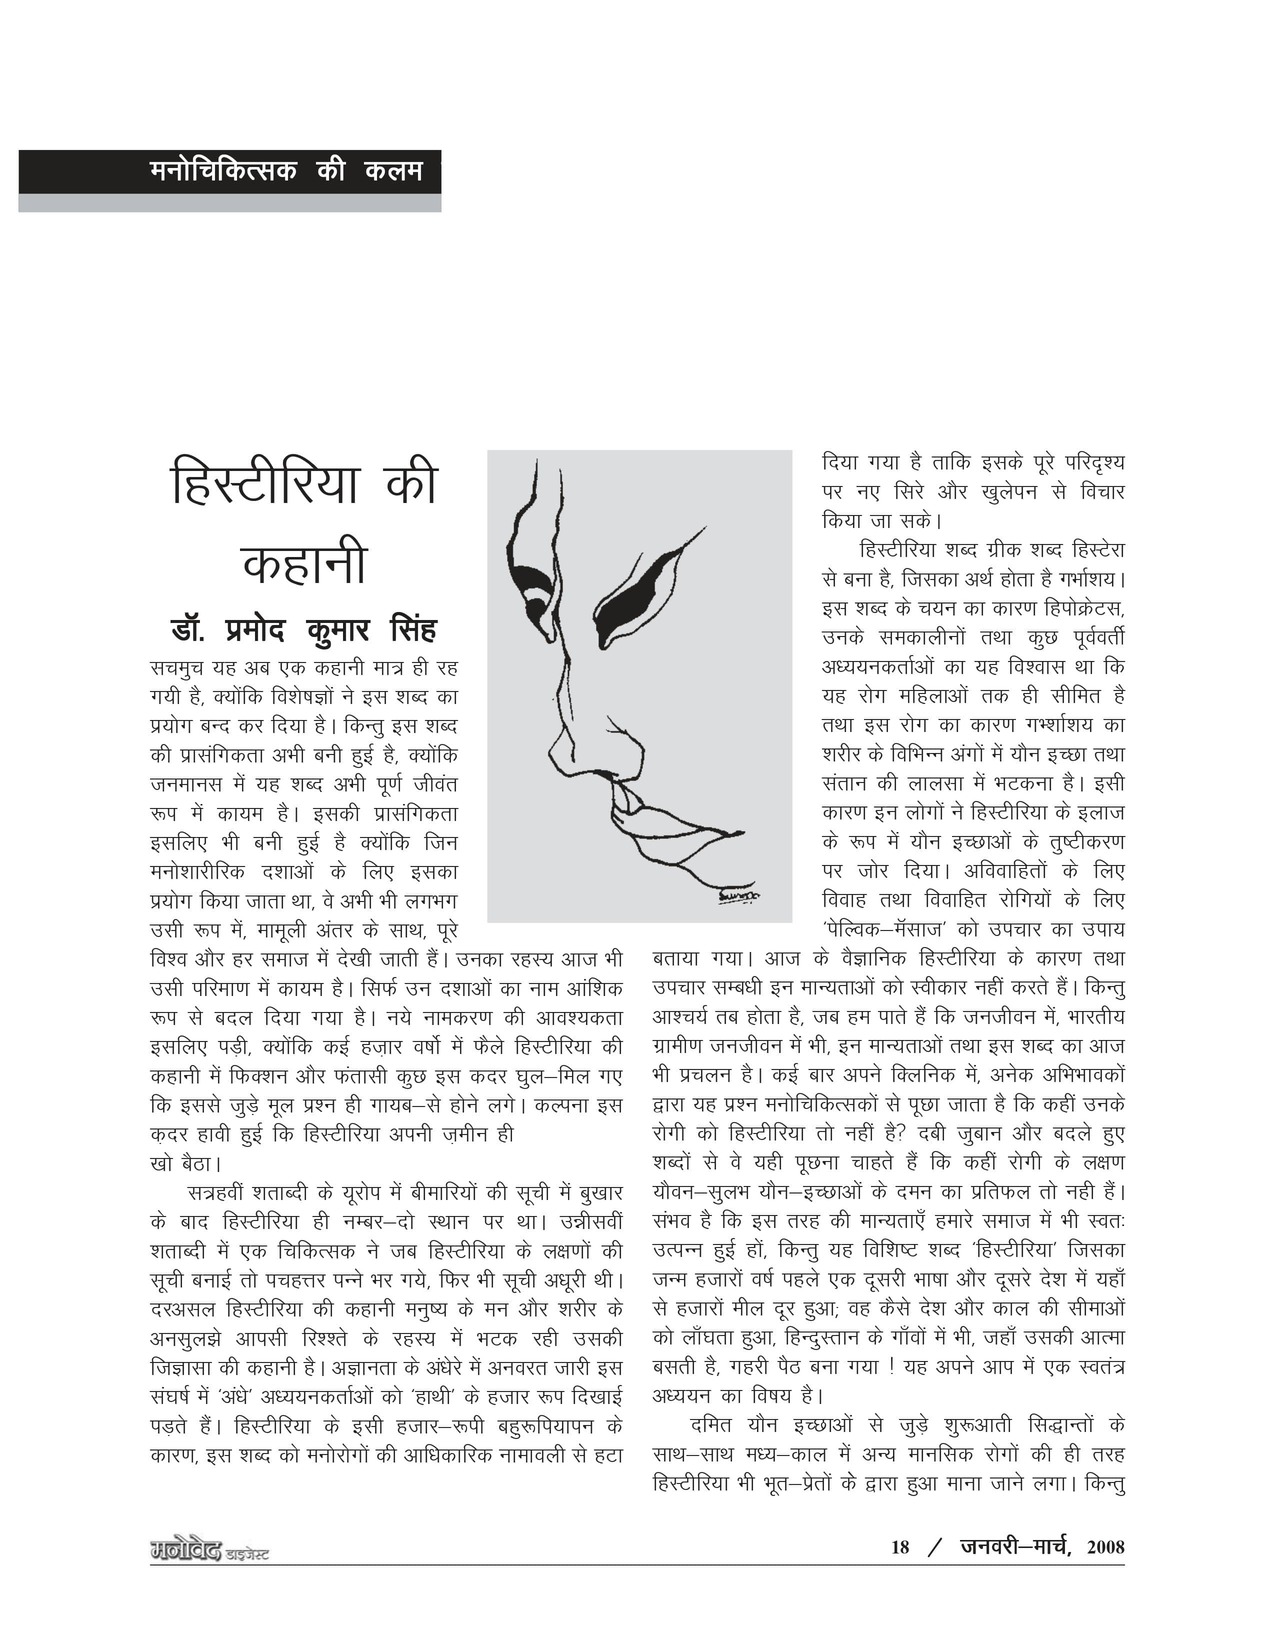 मनोचिकित्सक की कलम
हिस्टीरिया की
कहानी
डॉ. प्रमोद कुमार सिंह
सचमुच यह अब एक कहानी मात्र ही रह
गयी है, क्योंकि विशेषज्ञों ने इस शब्द का
प्रयोग बन्द कर दिया है। किन्तु इस शब्द
की प्रासंगिकता अभी बनी हुई है, क्योंकि
जनमानस में यह शब्द अभी पूर्ण जीवंत
रूप में कायम है। इसकी प्रासंगिकता
इसलिए भी बनी हुई है क्योंकि जिन
मनोशारीरिक दशाओं के लिए इसका
प्रयोग किया जाता था, वे अभी भी लगभग
उसी रूप में, मामूली अंतर के साथ, पूरे
विश्व और हर समाज में देखी जाती हैं। उनका रहस्य आज भी
उसी परिमाण में कायम है। सिर्फ उन दशाओं का नाम आंशिक
रूप से बदल दिया गया है। नये नामकरण की आवश्यकता
इसलिए पड़ी, क्योंकि कई हज़ार वर्षो में फैले हिस्टीरिया की
कहानी में फिक्शन और फंतासी कुछ इस कदर घुल–मिल गए
कि इससे जुड़े मूल प्रश्न ही गायब–से होने लगे। कल्पना इस
क़दर हावी हुई कि हिस्टीरिया अपनी ज़मीन ही
खो बैठा।
सत्रहवीं शताब्दी के यूरोप में बीमारियों की सूची में बुखार
के बाद हिस्टीरिया ही नम्बर–दो स्थान पर था। उन्नीसवीं
शताब्दी में एक चिकित्सक ने जब हिस्टीरिया के लक्षणों की
सूची बनाई तो पचहत्तर पन्ने भर गये, फिर भी सूची अधूरी थी।
दरअसल हिस्टीरिया की कहानी मनुष्य के मन और शरीर के
अनसुलझे आपसी रिश्श्ते के रहस्य में भटक रही उसकी
जिज्ञासा की कहानी है। अज्ञानता के अंधेरे में अनवरत जारी इस
संघर्ष में ‘अंधे’ अध्ययनकर्ताओं को ‘हाथी’ के हजार रूप दिखाई
पड़ते हैं। हिस्टीरिया के इसी हजार–रूपी बहुरूपियापन के
कारण, इस शब्द को मनोरोगों की आधिकारिक नामावली से हटा
दिया गया है ताकि इसके पूरे परिदृश्य
पर नए सिरे और खुलेपन से विचार
किया जा सके।
हिस्टीरिया शब्द ग्रीक शब्द हिस्टेरा
से बना है, जिसका अर्थ होता है गर्भाशय।
इस शब्द के चयन का कारण हिपोक्रेटस,
उनके समकालीनों तथा कुछ पूर्ववर्ती
अध्ययनकर्ताओं का यह विश्वास था कि
यह रोग महिलाओं तक ही सीमित है
तथा इस रोग का कारण गर्भ्शाशय का
शरीर के विभिन्न अंगों में यौन इच्छा तथा
संतान की लालसा में भटकना है। इसी
कारण इन लोगों ने हिस्टीरिया के इलाज
के रूप में यौन इच्छाओं के तुष्टीकरण
पर जोर दिया। अविवाहितों के लिए
विवाह तथा विवाहित रोगियों के लिए
‘पेल्विक–मॅसाज’ को उपचार का उपाय
बताया गया। आज के वैज्ञानिक हिस्टीरिया के कारण तथा
उपचार सम्बधी इन मान्यताओं को स्वीकार नहीं करते हैं। किन्तु
आश्चर्य तब होता है, जब हम पाते हैं कि जनजीवन में, भारतीय
ग्रामीण जनजीवन में भी, इन मान्यताओं तथा इस शब्द का आज
भी प्रचलन है। कई बार अपने क्लिनिक में, अनेक अभिभावकों
द्वारा यह प्रश्न मनोचिकित्सकों से पूछा जाता है कि कहीं उनके
रोगी को हिस्टीरिया तो नहीं है? दबी जुबान और बदले हुए
शब्दों से वे यही पूछना चाहते हैं कि कहीं रोगी के लक्षण
यौवन–सुलभ यौन–इच्छाओं के दमन का प्रतिफल तो नही हैं।
संभव है कि इस तरह की मान्यताएँ हमारे समाज में भी स्वतः
उत्पन्न हुई हों, किन्तु यह विशिष्ट शब्द ‘हिस्टीरिया’ जिसका
जन्म हजारों वर्ष पहले एक दूसरी भाषा और दूसरे देश में यहाँ
से हजारों मील दूर हुआ; वह कैसे देश और काल की सीमाओं
को लाँघता हुआ, हिन्दुस्तान के गाँवों में भी, जहाँ उसकी आत्मा
बसती है, गहरी पैठ बना गया ! यह अपने आप में एक स्वतंत्र
अध्ययन का विषय है।
दमित यौन इच्छाओं से जुड़े शुरूआती सिद्धान्तों के
साथ–साथ मध्य–काल में अन्य मानसिक रोगों की ही तरह
हिस्टीरिया भी भूत–प्रेतों के द्वारा हुआ माना जाने लगा। किन्तु
मनोवेद डाइजेस्ट
18 / जनवरी–मार्च, 2008